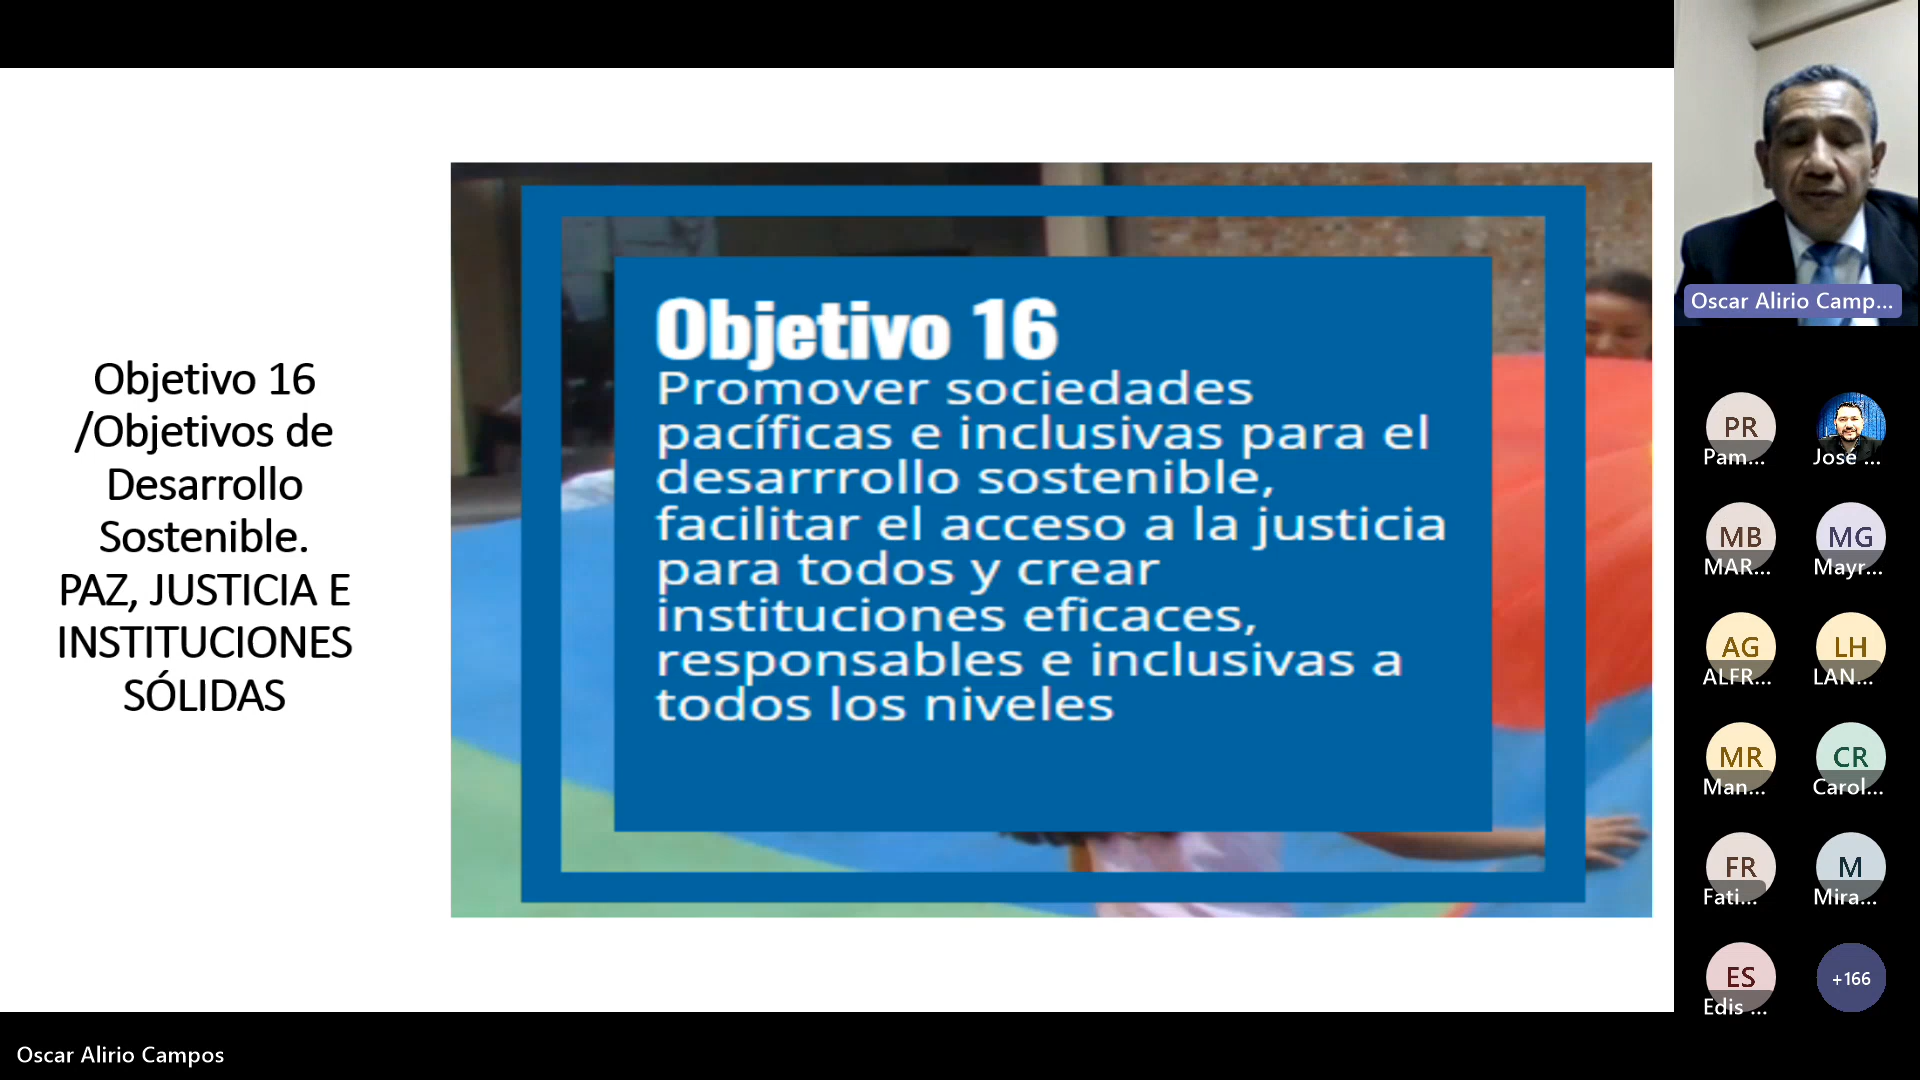 Objetivo 16
/Objetivos de
Desarrollo
Sostenible.
PAZ, JUSTICIA E
INSTITUCIONES
SÓLIDAS
Objetivo 16
Promover sociedades
pacíficas e inclusivas para el
desarrrollo sostenible,
facilitar el acceso a la justicia
para todos y crear
instituciones eficaces,
responsables e inclusivas a
todos los niveles
Oscar Alirio Camp...
PR
Pam...
José ...
MB
MAR...
MG
Mayr...
AG
ALFR...
LH
LAN...
MR
Man...
CR
Carol...
FR
Fati...
M
Mira...
ES
Edis ...
+166
Oscar Alirio Campos